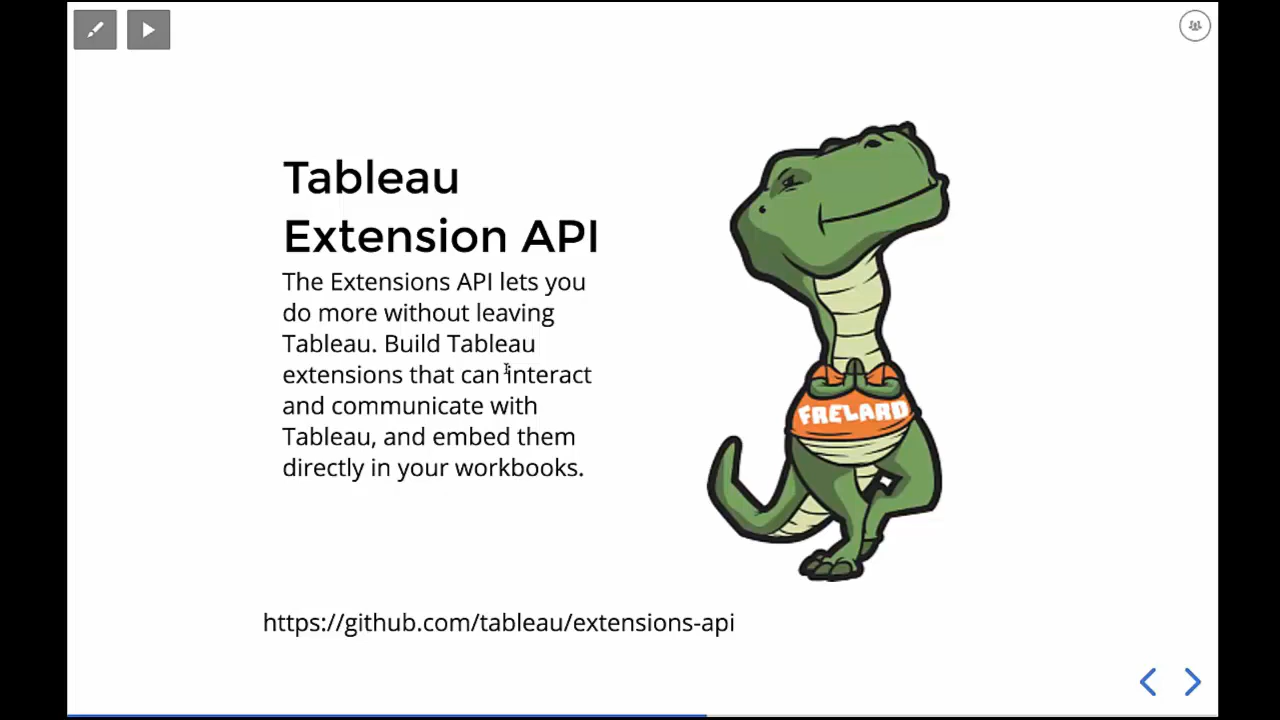 Tableau
Extension API
The Extensions API lets you
do more without leaving
Tableau. Build Tableau
extensions that can interact
and communicate with
Tableau, and embed them
directly in your workbooks.
FRELARD
https://github.com/tableau/extensions-api